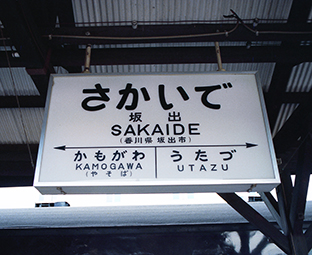 さかいで
坂出
SAKAIDE
(香川県 坂出市)
かもがわ うたづ
KAMOGAWA UTAZU
(やそば)